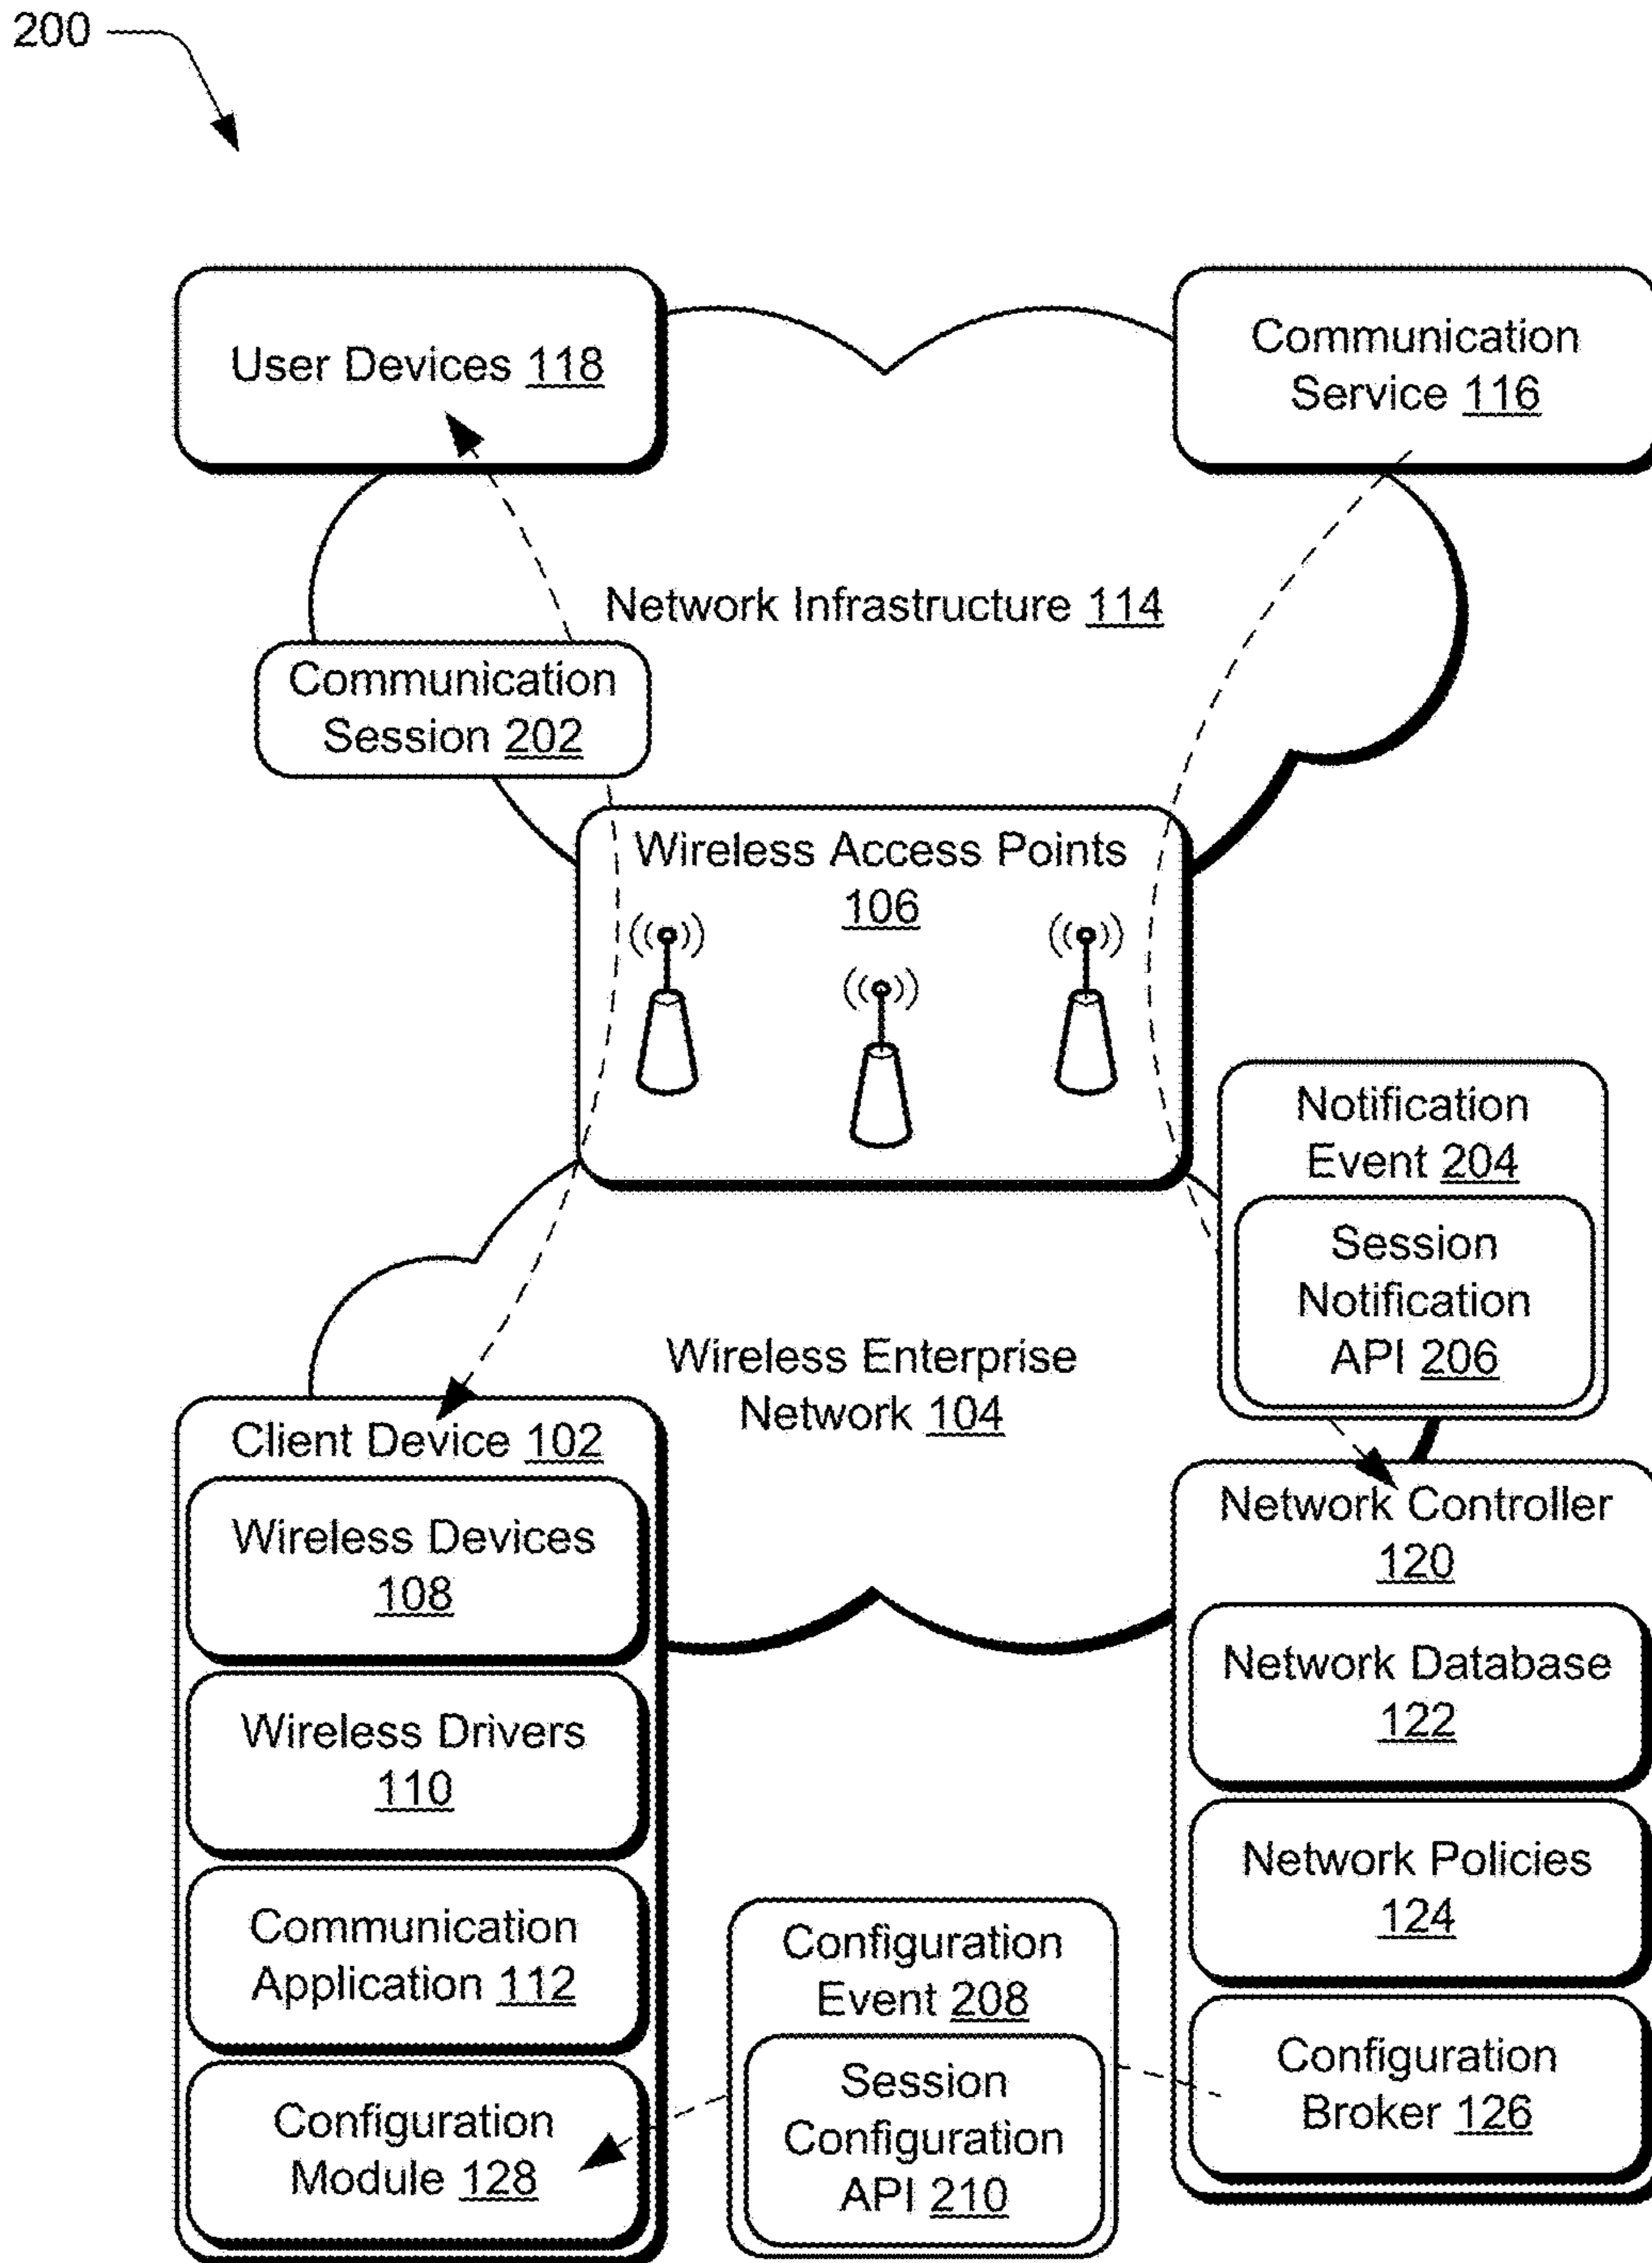 200
User Devices 118
Communication
Service 116
Network Infrastructure 114
Communication
Session 202
Wireless Access Points
106
Notification
Event 204
Session
Notification
API 206
Wireless Enterprise
Network 104
Client Device 102
Wireless Devices
108
Wireless Drivers
110
Communication
Application 112
Configuration
Module 128
Configuration
Event 208
Session
Configuration
API 210
Network Controller
120
Network Database
122
Network Policies
124
Configuration
Broker 126